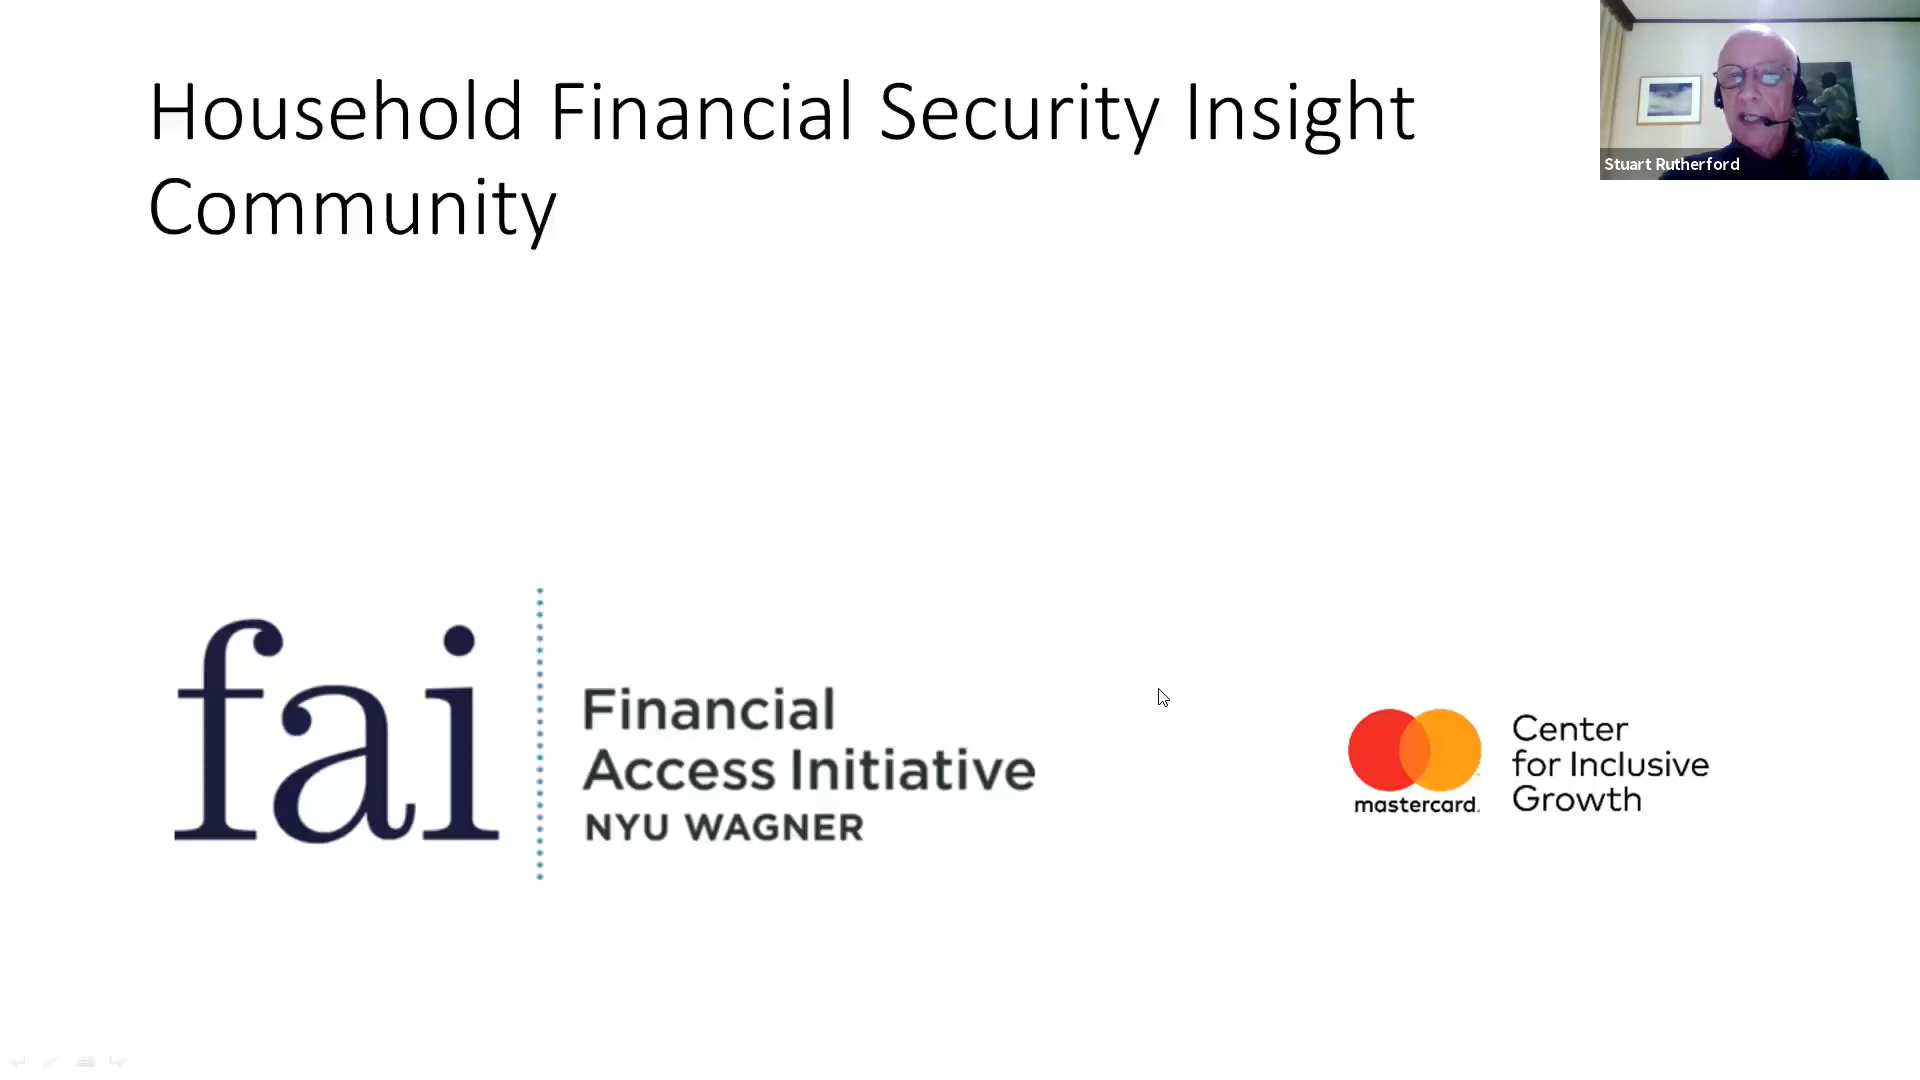 Household Financial Security Insight
Community
Stuart Rutherford
fai
Financial
Access Initiative
NYU WAGNER
mastercard.
Center
for Inclusive
Growth